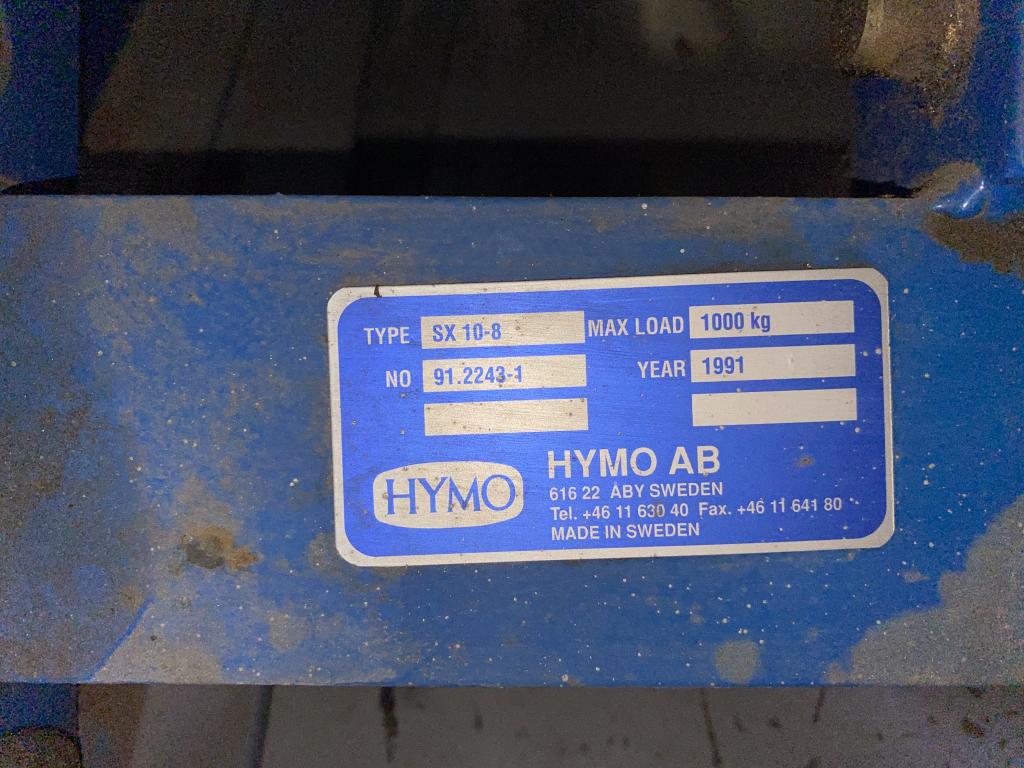 TYPE SX 10-8 MAX LOAD 1000 kg
NO 91.2243-1 YEAR 1991
HYMO
HYMO AB
616 22 ÅBY SWEDEN
Tel. +46 11 630 40 Fax. +46 11 641 80
MADE IN SWEDEN